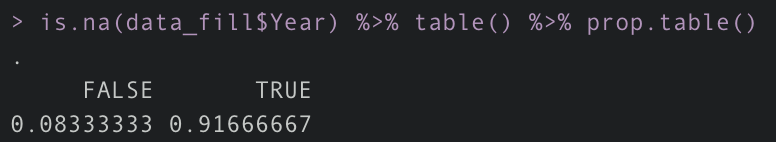 > is.na(data_fill$Year) %>% table() %>% prop.table()
.
     FALSE       TRUE
0.08333333 0.91666667